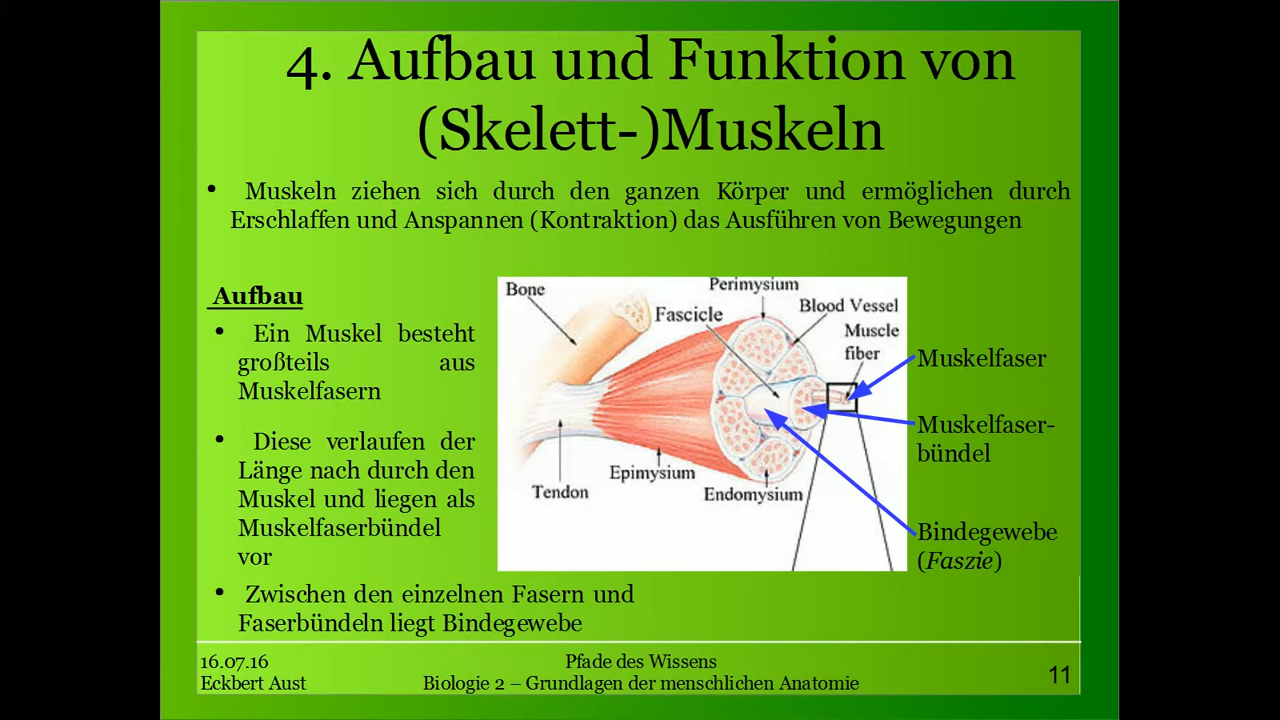 4. Aufbau und Funktion von
(Skelett-)Muskeln
• Muskeln ziehen sich durch den ganzen Körper und ermöglichen durch
Erschlaffen und Anspannen (Kontraktion) das Ausführen von Bewegungen
Aufbau
• Ein Muskel besteht
großteils aus
Muskelfasern
• Diese verlaufen der
Länge nach durch den
Muskel und liegen als
Muskelfaserbündel
vor
• Zwischen den einzelnen Fasern und
Faserbündeln liegt Bindegewebe
Bone
Perimysium
Fascicle
Blood Vessel
Muscle
fiber
Tendon
Epimysium
Endomysium
Muskelfaser
Muskelfaser-
bündel
Bindegewebe
(Faszie)
16.07.16
Eckbert Aust
Pfade des Wissens
Biologie 2 – Grundlagen der menschlichen Anatomie
11